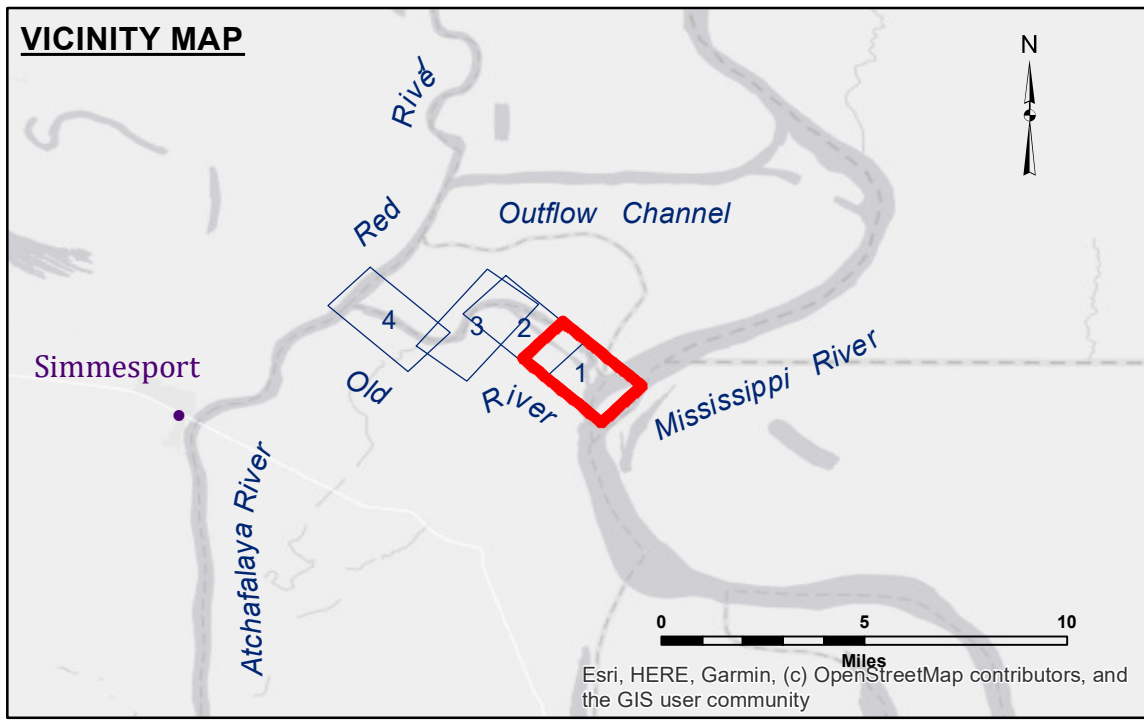 VICINITY MAP
N
River
Red
Outflow Channel
4
3
2
1
Simmesport
Old
River
Mississippi River
Atchafalaya River
0 5 10
Miles
Esri, HERE, Garmin, (c) OpenStreetMap contributors, and
the GIS user community